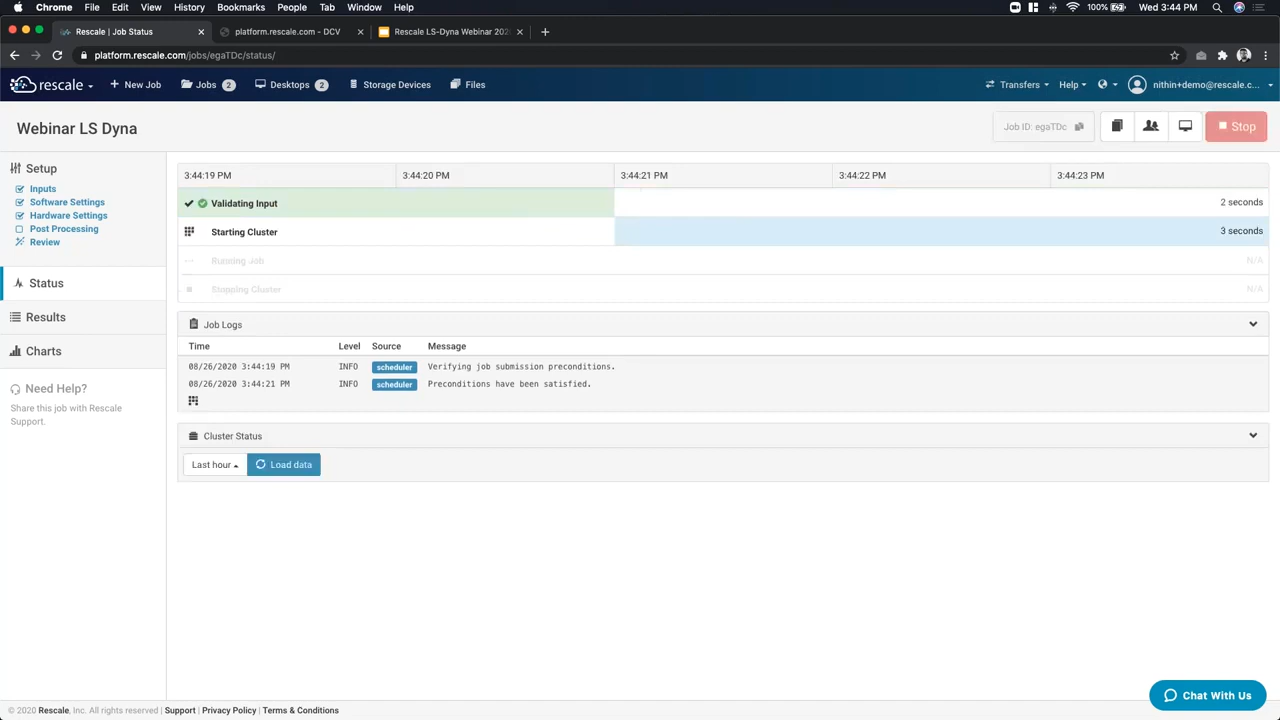 Chrome File Edit View History Bookmarks People Tab Window Help 100% Wed 3:44 PM
Rescale | Job Status platform.rescale.com - DCV Rescale LS-Dyna Webinar 202
platform.rescale.com/jobs/egaTDc/status/
rescale New Job Jobs 2 Desktops 2 Storage Devices Files Transfers Help nithin+demo@rescale.c...
Webinar LS Dyna
Job ID: egaTDc Stop
Setup
Inputs
Software Settings
Hardware Settings
Post Processing
Review
Status
Results
Charts
Need Help?
Share this job with Rescale
Support.
3:44:19 PM 3:44:20 PM 3:44:21 PM 3:44:22 PM 3:44:23 PM
Validating Input 2 seconds
Starting Cluster 3 seconds
Running Job N/A
Stopping Cluster N/A
Job Logs
Time Level Source Message
08/26/2020 3:44:19 PM INFO scheduler Verifying job submission preconditions.
08/26/2020 3:44:21 PM INFO scheduler Preconditions have been satisfied.
Cluster Status
Last hour Load data
Chat With Us
© 2020 Rescale, Inc. All rights reserved | Support | Privacy Policy | Terms & Conditions